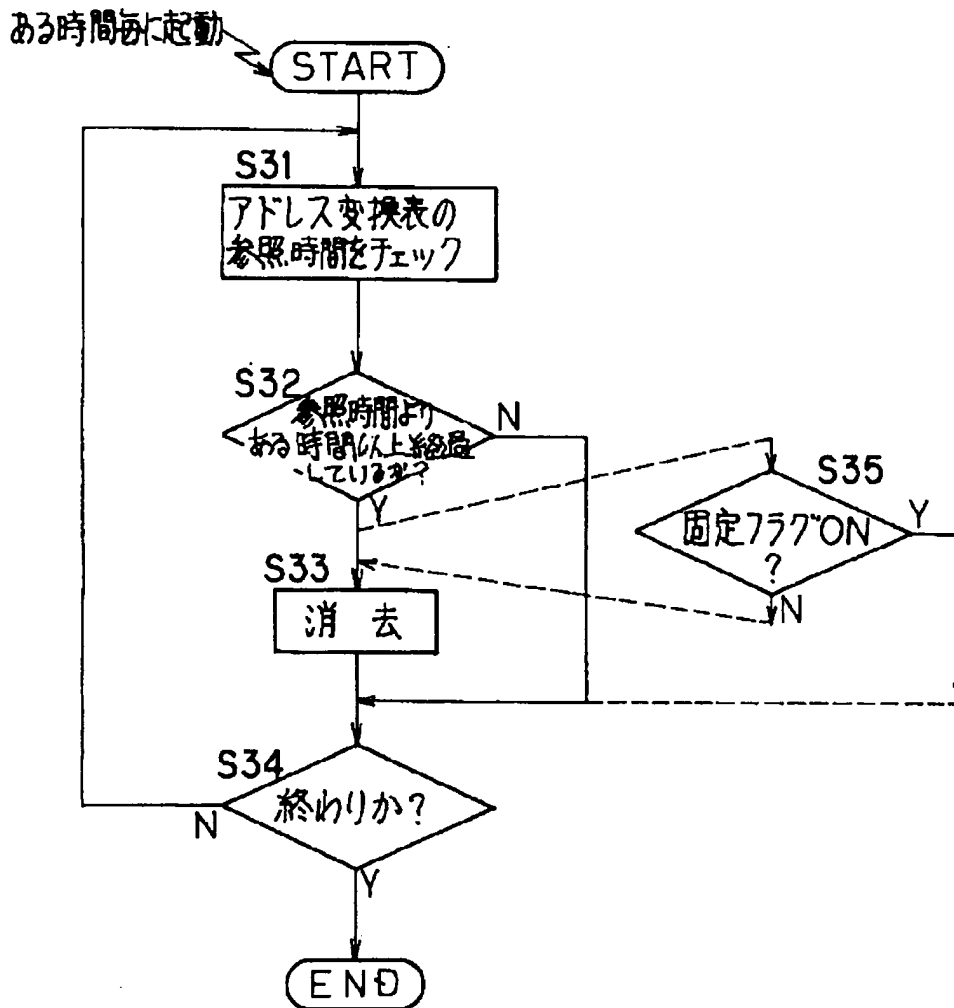 ある時間毎に起動
START
S31
アドレス変換表の
参照時間をチェック
S32
参照時間より
ある時間以上経過
しているか?
N
Y
S35
固定フラグON
?
Y
N
S33
消 去
S34
終わりか?
N
Y
END